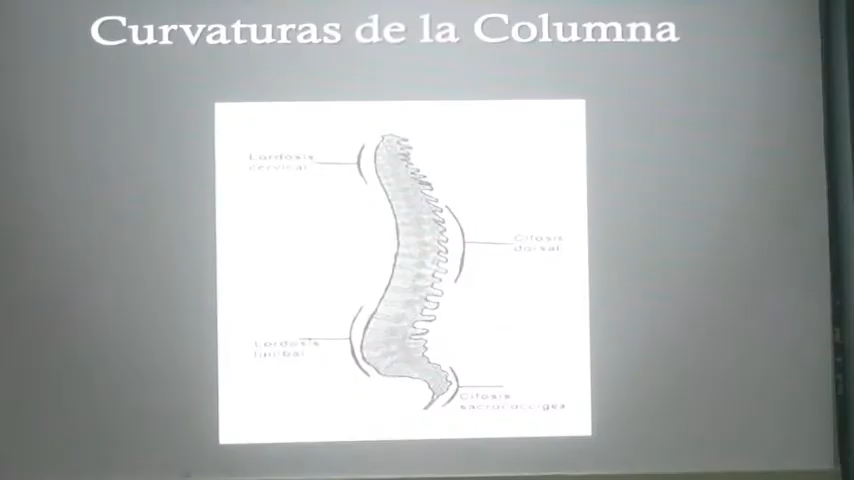 Curvaturas de la Columna
Lordosis
cervical
Cifosis
dorsal
Lordosis
lumbar
Cifosis
sacrococcigea